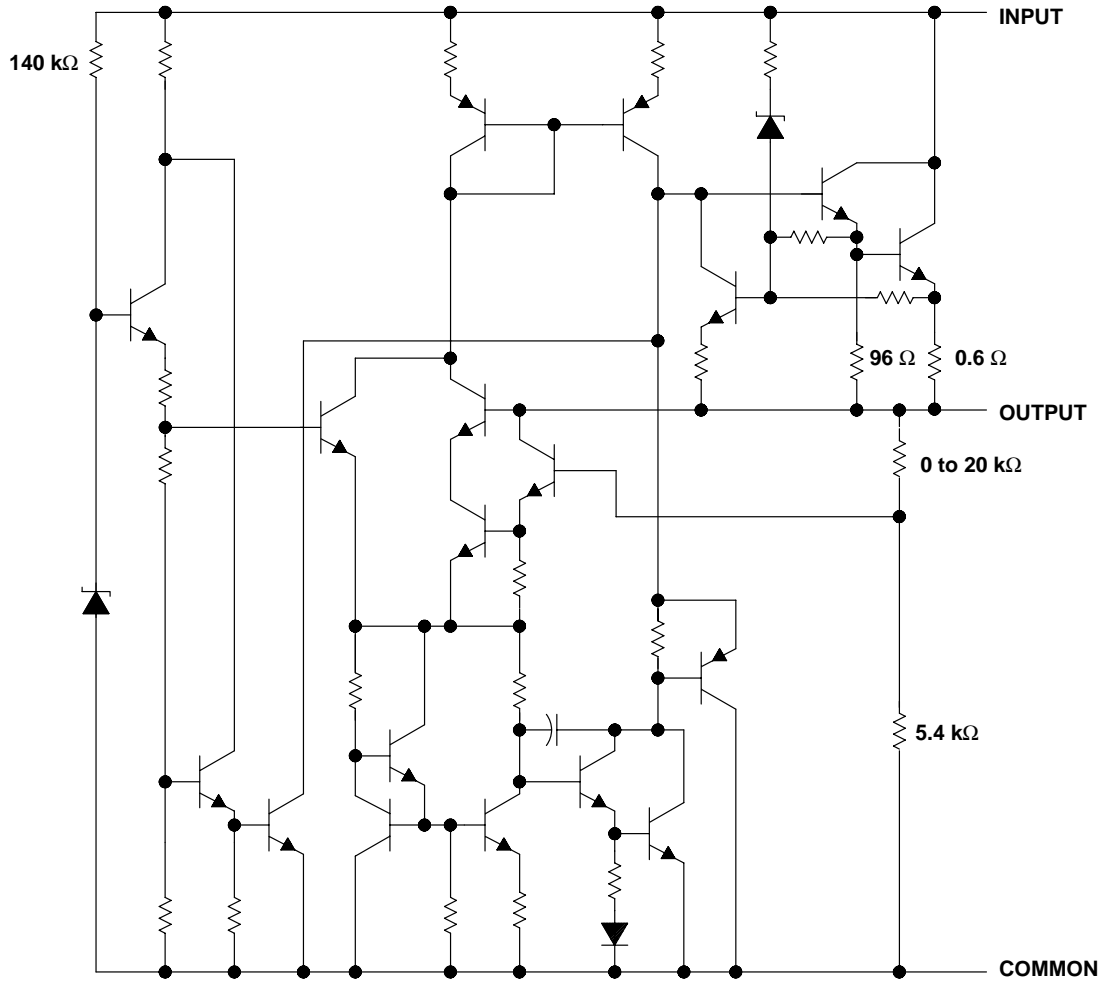 INPUT
140 kΩ
96 Ω
0.6 Ω
OUTPUT
0 to 20 kΩ
5.4 kΩ
COMMON